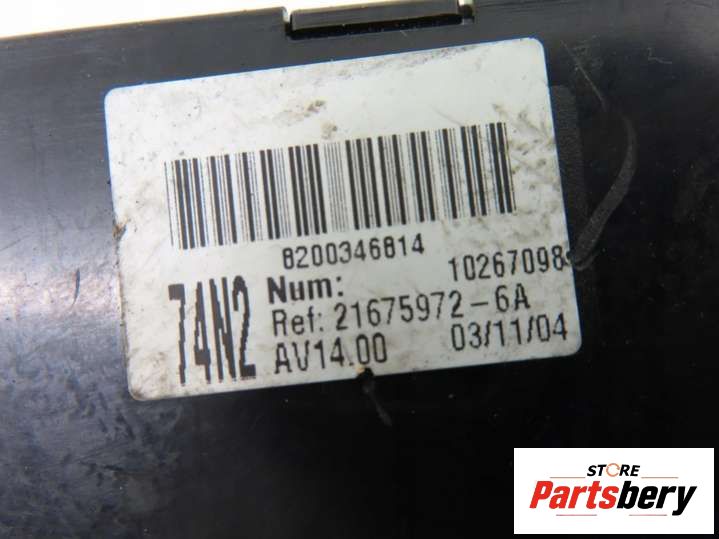 8200346814
74N2
Num: 10267098
Ref: 21675972-6A
AV14.00 03/11/04
STORE
Partsbery